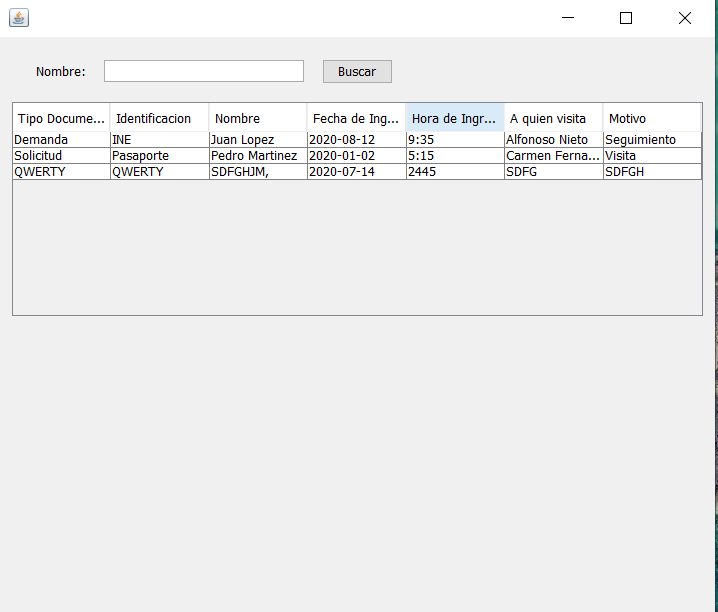 Nombre: Buscar
Tipo Docume... Identificacion Nombre Fecha de Ing... Hora de Ingr... A quien visita Motivo
Demanda INE Juan Lopez 2020-08-12 9:35 Alfonoso Nieto Seguimiento
Solicitud Pasaporte Pedro Martinez 2020-01-02 5:15 Carmen Ferna... Visita
QWERTY QWERTY SDFGHJM, 2020-07-14 2445 SDFG SDFGH